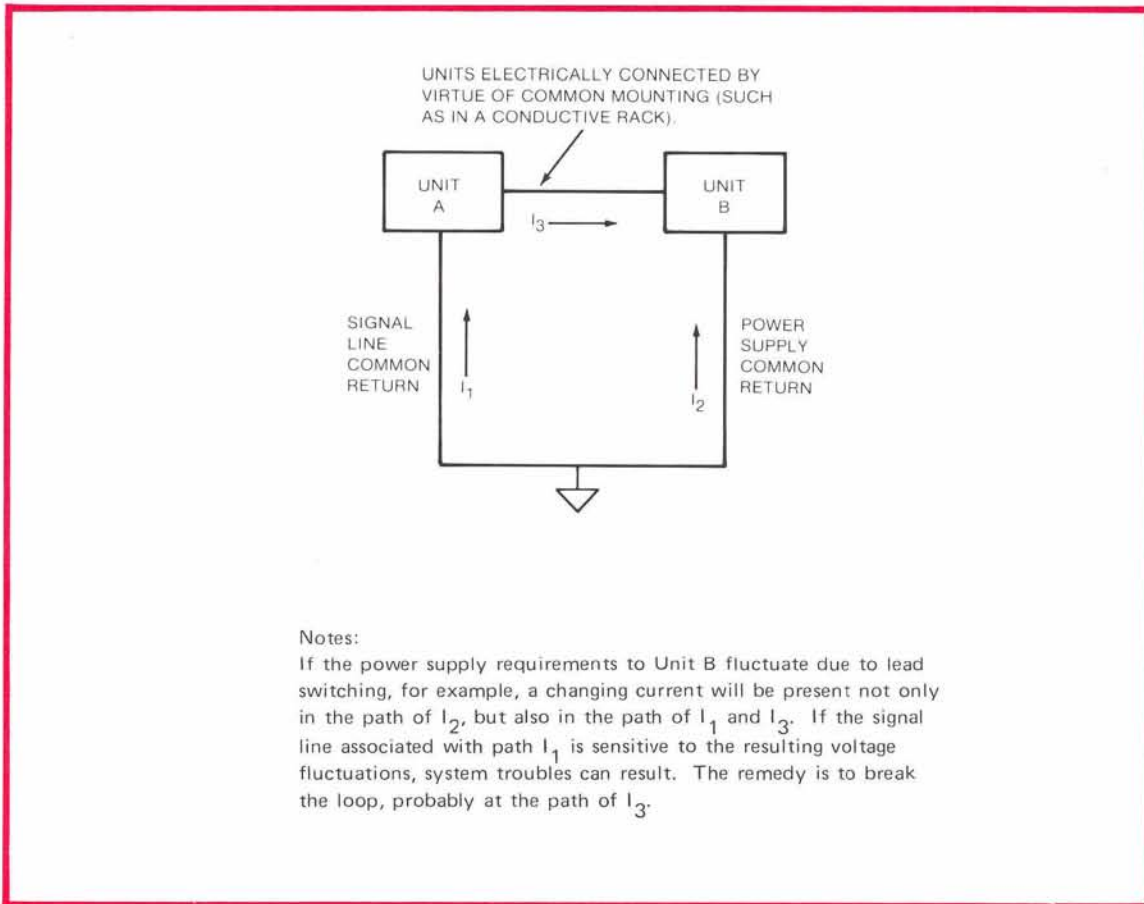 UNITS ELECTRICALLY CONNECTED BY
VIRTUE OF COMMON MOUNTING (SUCH
AS IN A CONDUCTIVE RACK).
UNIT
A
UNIT
B
I3
SIGNAL
LINE
COMMON
RETURN
I1
I2
POWER
SUPPLY
COMMON
RETURN
Notes:
If the power supply requirements to Unit B fluctuate due to lead
switching, for example, a changing current will be present not only
in the path of I2, but also in the path of I1 and I3. If the signal
line associated with path I1 is sensitive to the resulting voltage
fluctuations, system troubles can result. The remedy is to break
the loop, probably at the path of I3.